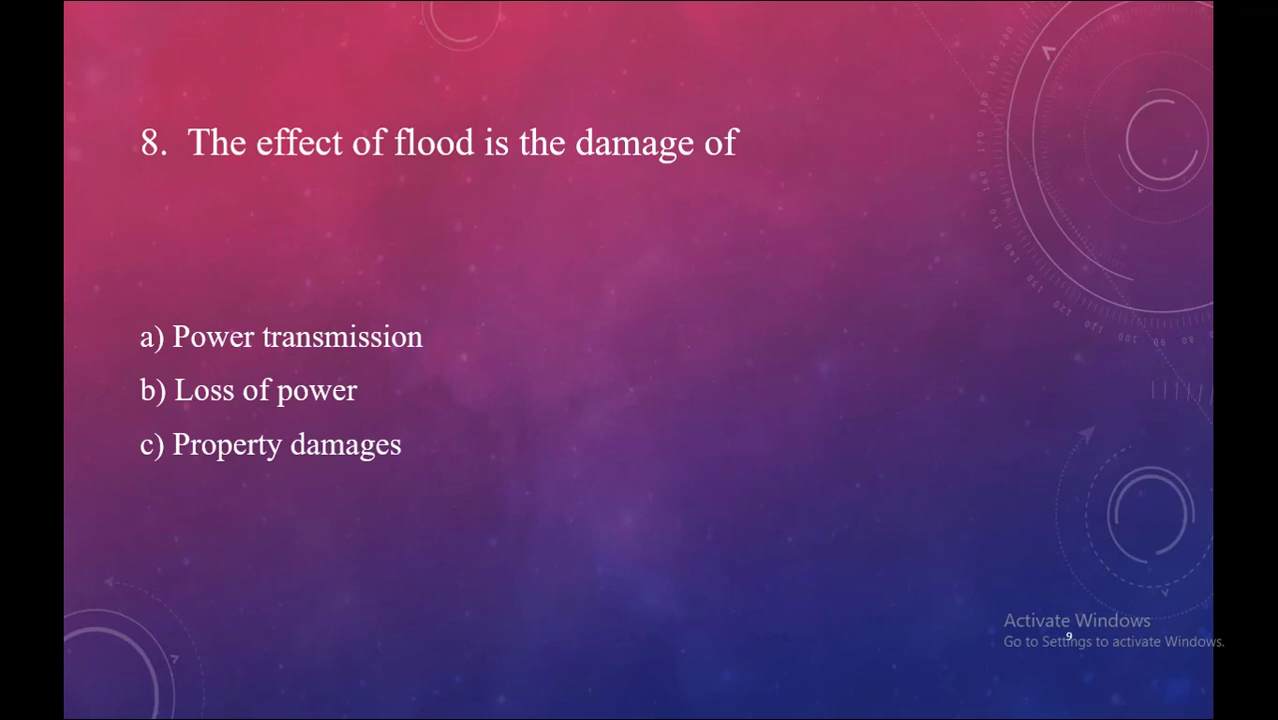 8. The effect of flood is the damage of
a) Power transmission
b) Loss of power
c) Property damages
Activate Windows
Go to Settings to activate Windows.
9